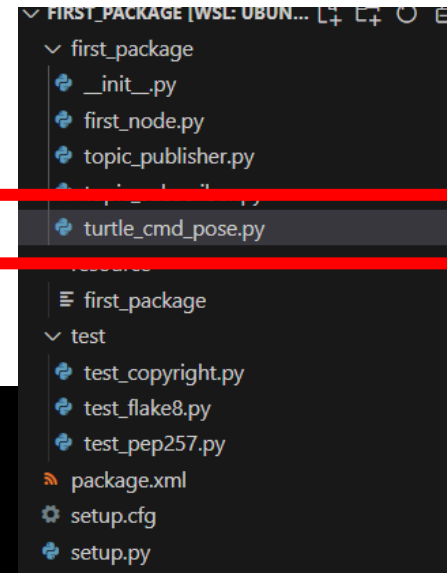 FIRST_PACKAGE [WSL: UBUN...
first_package
__init__.py
first_node.py
topic_publisher.py
turtle_cmd_pose.py
resource
first_package
test
test_copyright.py
test_flake8.py
test_pep257.py
package.xml
setup.cfg
setup.py